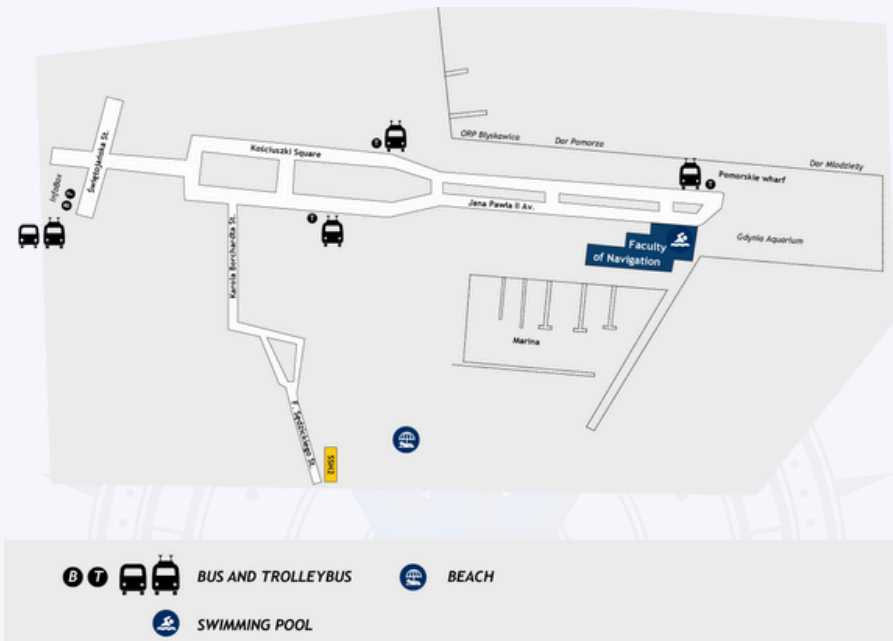 ORP Błyskawica
Dar Pomorza
Dar Młodzieży
T
Kościuszki Square
Świętojańska St.
InfoBox
B T
T
Pomorskie wharf
Jana Pawła II Av.
T
Karola Borchardta St.
Faculty
of Navigation
Gdynia Aquarium
Marina
F. Sędzickiego St.
SSH2
B T BUS AND TROLLEYBUS
BEACH
SWIMMING POOL